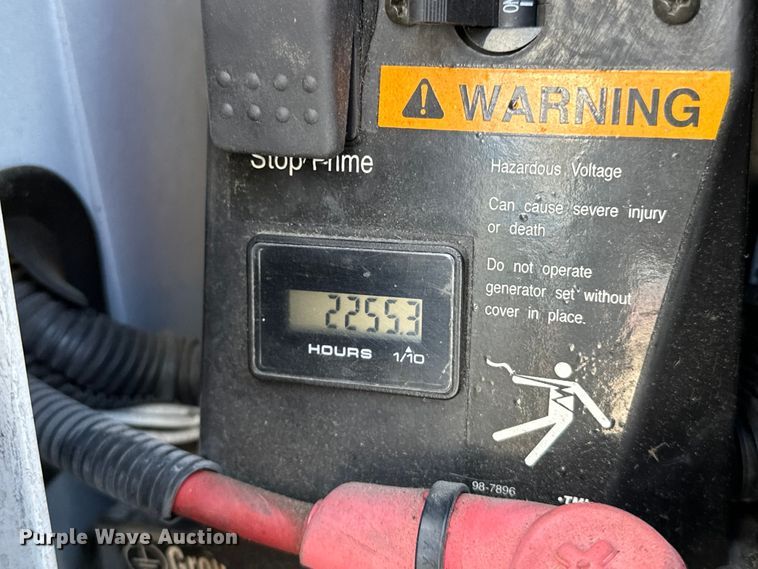 ON
WARNING
Stop/Prime
Hazardous Voltage
Can cause severe injury
or death
Do not operate
generator set without
cover in place.
2255.3
HOURS 1/10
98-7896
Purple Wave Auction